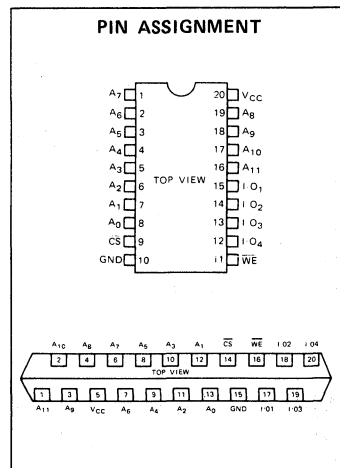 PIN ASSIGNMENT
A7 1 20 VCC
A6 2 19 A8
A5 3 18 A9
A4 4 17 A10
A3 5 16 A11
TOP VIEW
A2 6 15 I·O1
A1 7 14 I·O2
A0 8 13 I·O3
CS 9 12 I·O4
GND 10 11 WE
A10 A8 A7 A5 A3 A1 CS WE I·O2 I·O4
2 4 6 8 10 12 14 16 18 20
TOP VIEW
1 3 5 7 9 11 13 15 17 19
A11 A9 VCC A6 A4 A2 A0 GND I·O1 I·O3